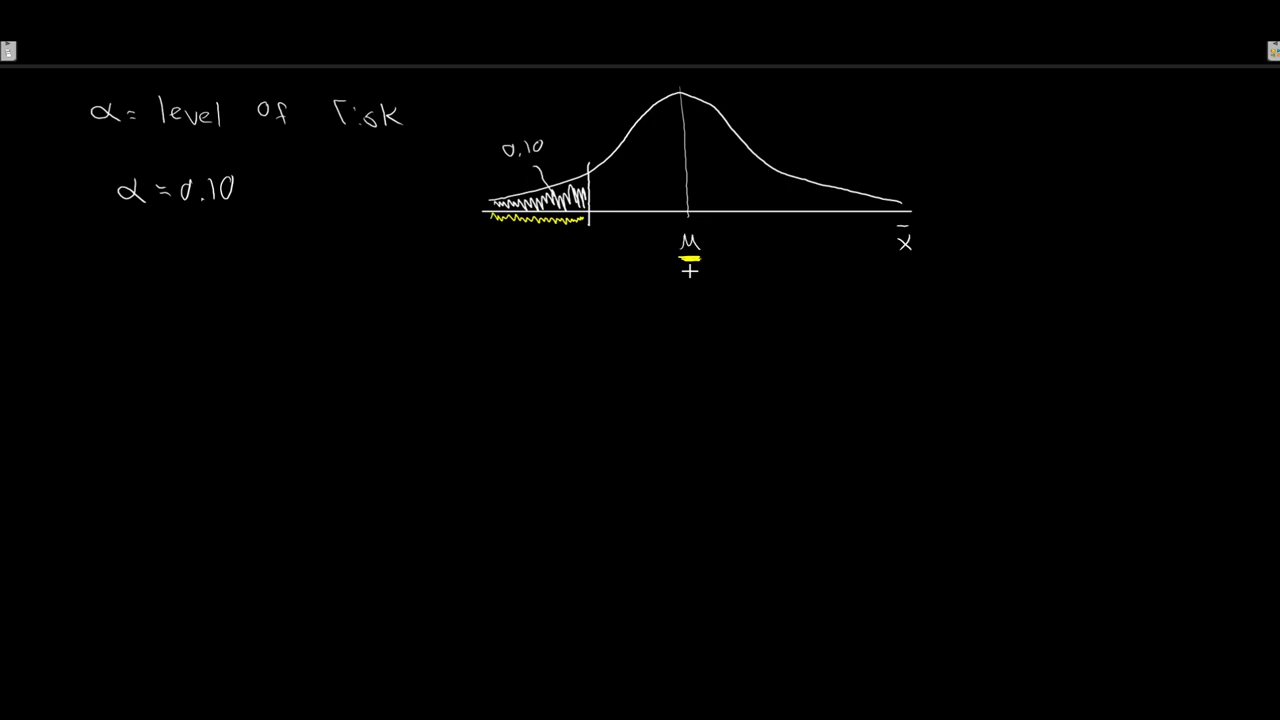 α = level of risk
α = 0.10
0.10
μ
+
x̄